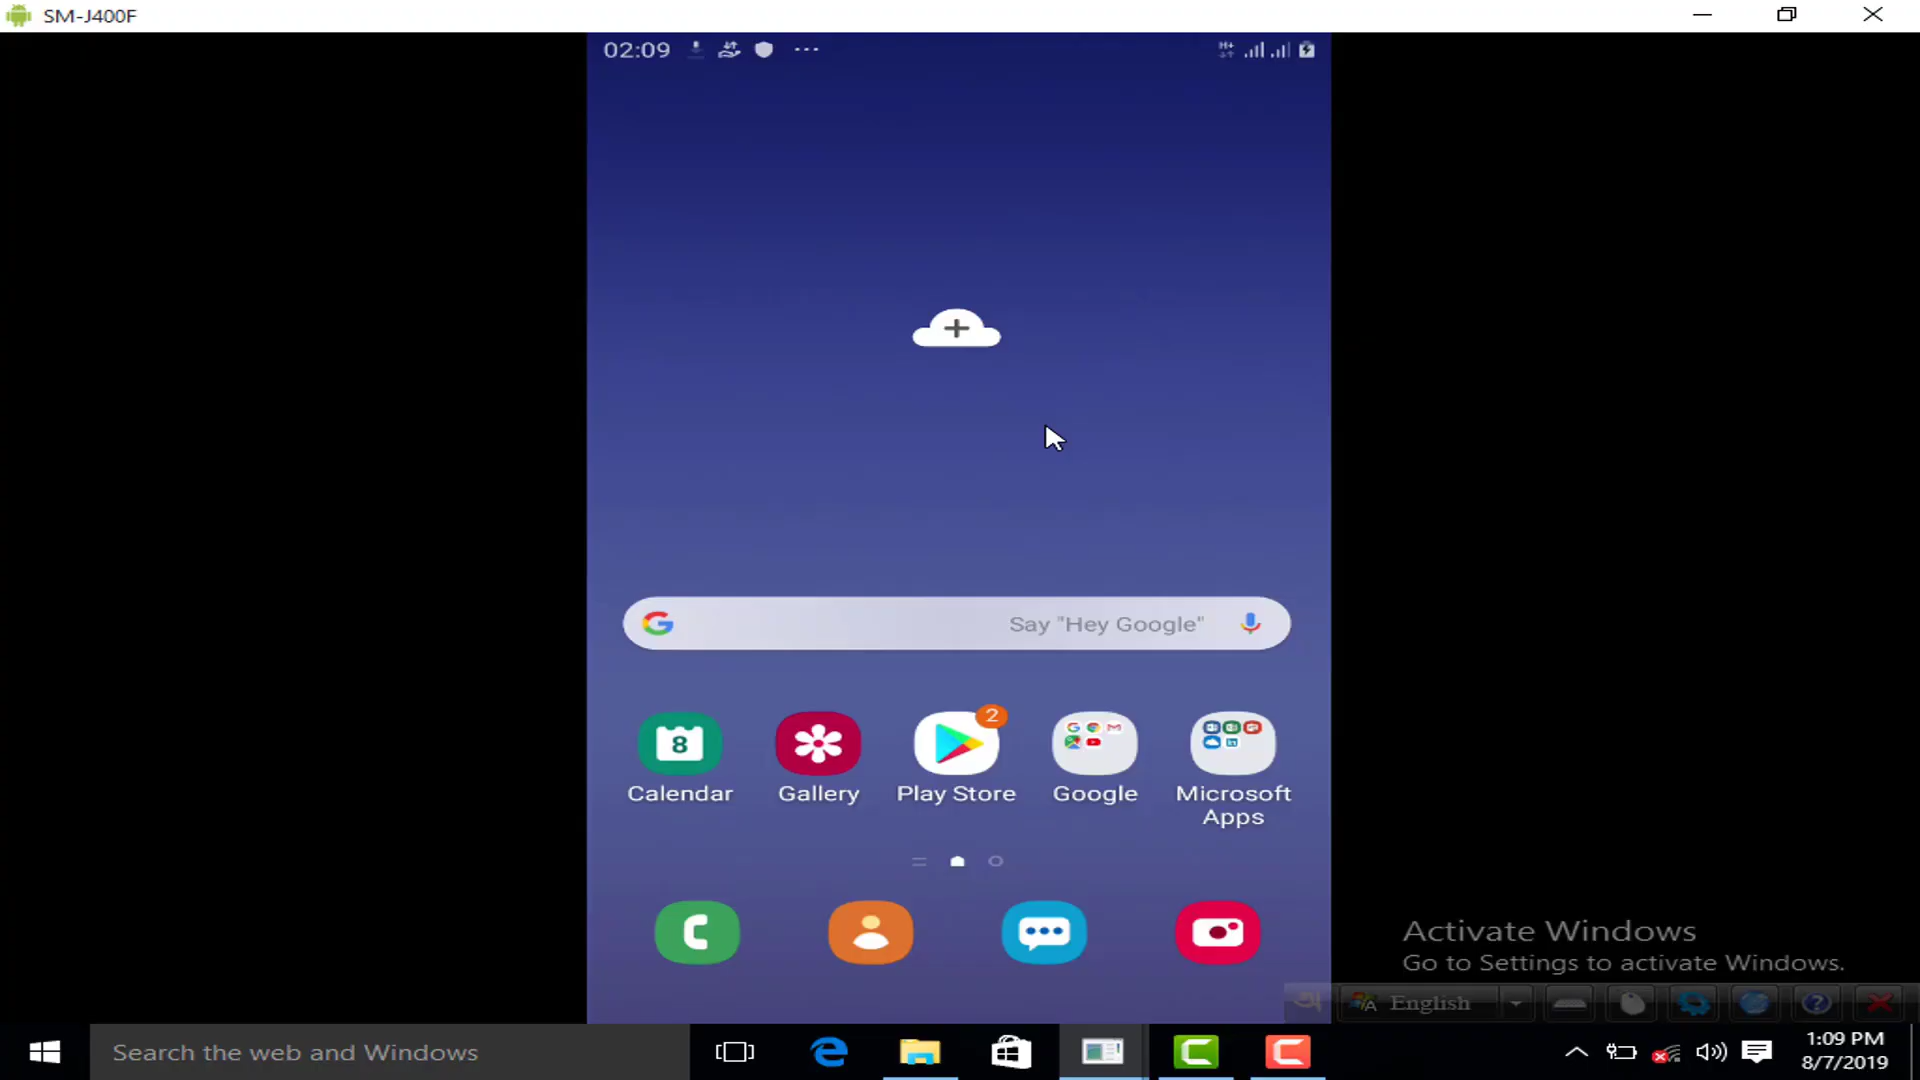 SM-J400F
02:09
H+
Say "Hey Google"
2
8
Calendar
Gallery
Play Store
Google
Microsoft
Apps
Activate Windows
Go to Settings to activate Windows.
English
Search the web and Windows
1:09 PM
8/7/2019